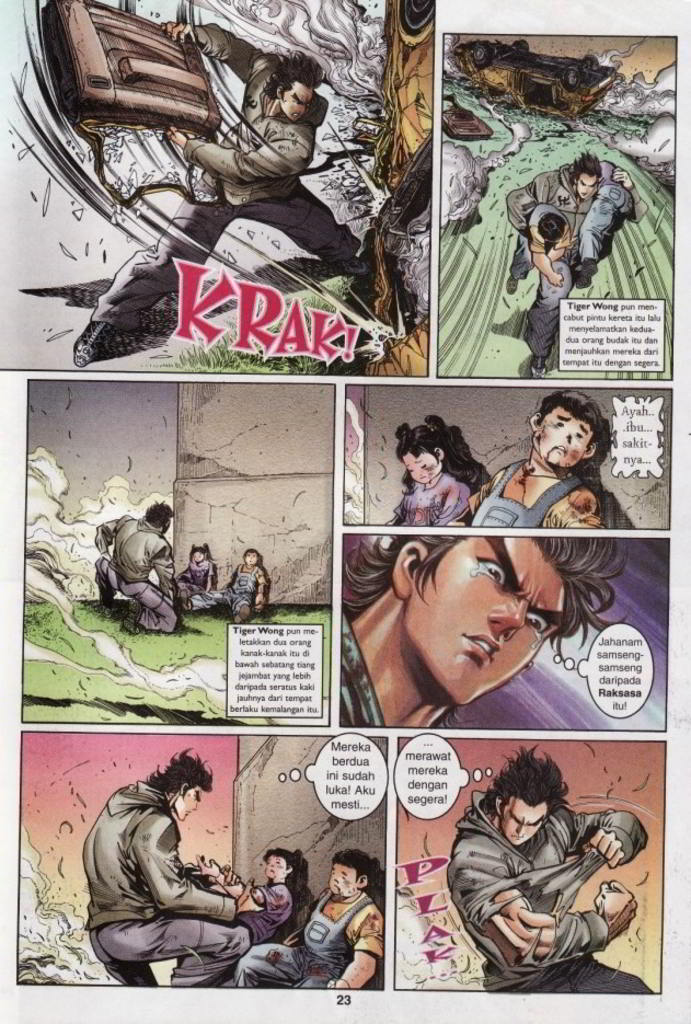 KRAK!
Tiger Wong pun men-
cabut pintu kereta itu lalu
menyelamatkan kedua-
dua orang budak itu dan
menjauhkan mereka dari
tempat itu dengan segera.
Tiger Wong pun me-
letakkan dua orang
kanak-kanak itu di
bawah sebatang tiang
jejambat yang lebih
daripada seratus kaki
jauhnya dari tempat
berlaku kemalangan itu.
Ayah..
.ibu...
sakit-
nya...
Jahanam
samseng-
samseng
daripada
Raksasa
itu!
Mereka
berdua
ini sudah
luka! Aku
mesti...
...
merawat
mereka
dengan
segera!
PLAK...
23